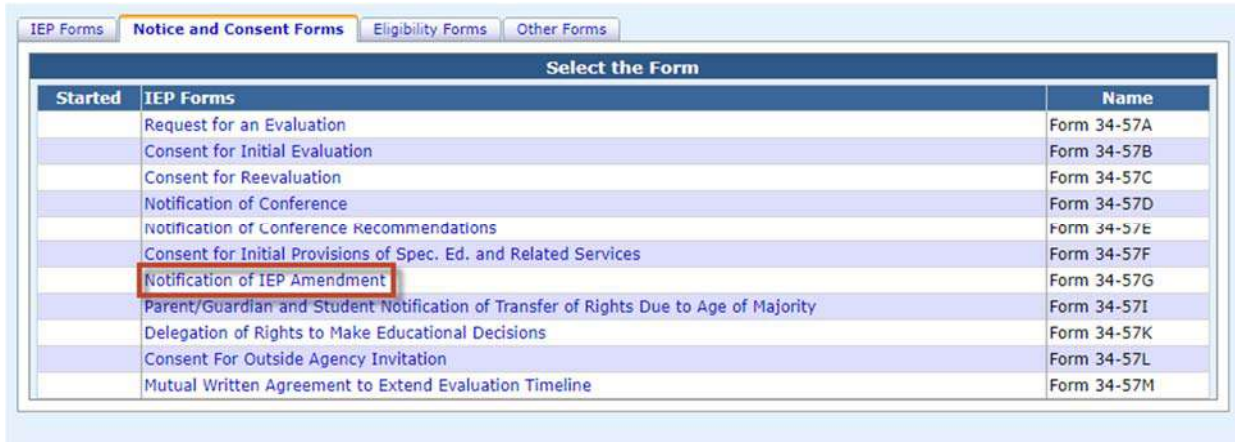 IEP Forms Notice and Consent Forms Eligibility Forms Other Forms
Select the Form
Started IEP Forms Name
Request for an Evaluation Form 34-57A
Consent for Initial Evaluation Form 34-57B
Consent for Reevaluation Form 34-57C
Notification of Conference Form 34-57D
Notification of Conference Recommendations Form 34-57E
Consent for Initial Provisions of Spec. Ed. and Related Services Form 34-57F
Notification of IEP Amendment Form 34-57G
Parent/Guardian and Student Notification of Transfer of Rights Due to Age of Majority Form 34-57I
Delegation of Rights to Make Educational Decisions Form 34-57K
Consent For Outside Agency Invitation Form 34-57L
Mutual Written Agreement to Extend Evaluation Timeline Form 34-57M